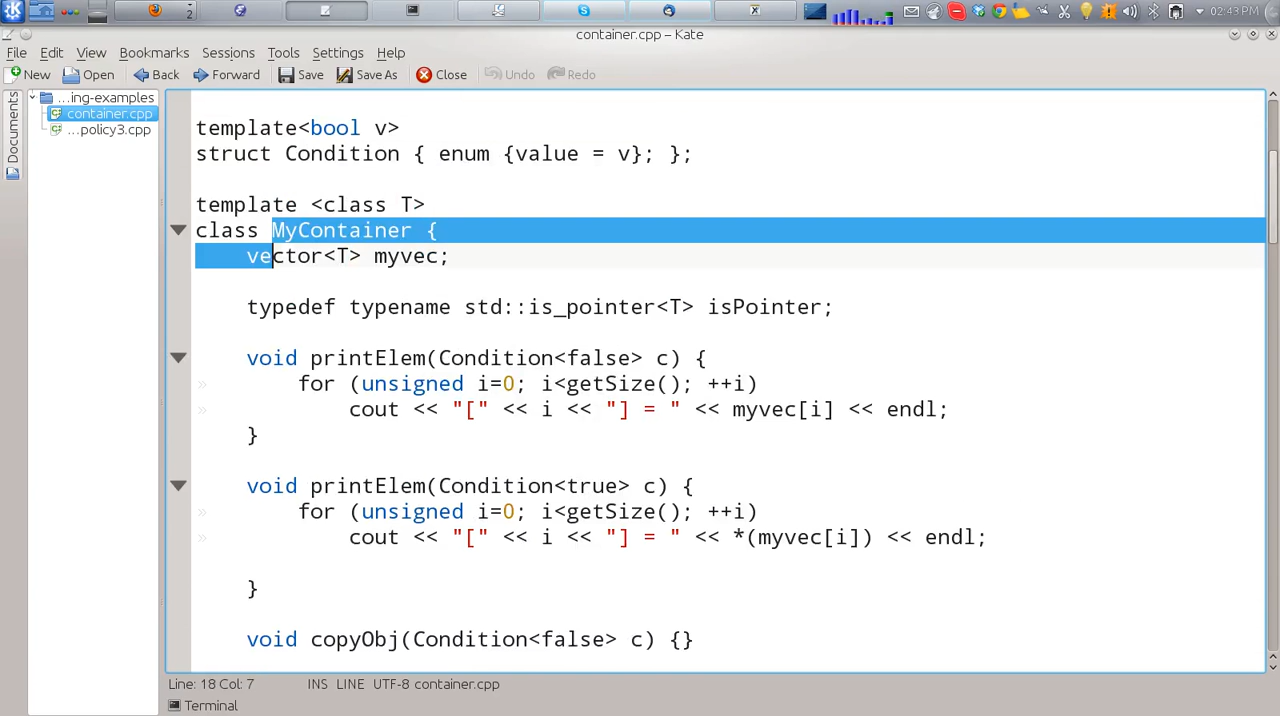 2
02:43 PM
container.cpp – Kate
File Edit View Bookmarks Sessions Tools Settings Help
New Open Back Forward Save Save As Close Undo Redo
Documents
...ing-examples
container.cpp
...policy3.cpp
template<bool v>
struct Condition { enum {value = v}; };
template <class T>
class MyContainer {
vector<T> myvec;
typedef typename std::is_pointer<T> isPointer;
void printElem(Condition<false> c) {
for (unsigned i=0; i<getSize(); ++i)
cout << "[" << i << "] = " << myvec[i] << endl;
}
void printElem(Condition<true> c) {
for (unsigned i=0; i<getSize(); ++i)
cout << "[" << i << "] = " << *(myvec[i]) << endl;
}
void copyObj(Condition<false> c) {}
Line: 18 Col: 7 INS LINE UTF-8 container.cpp
Terminal